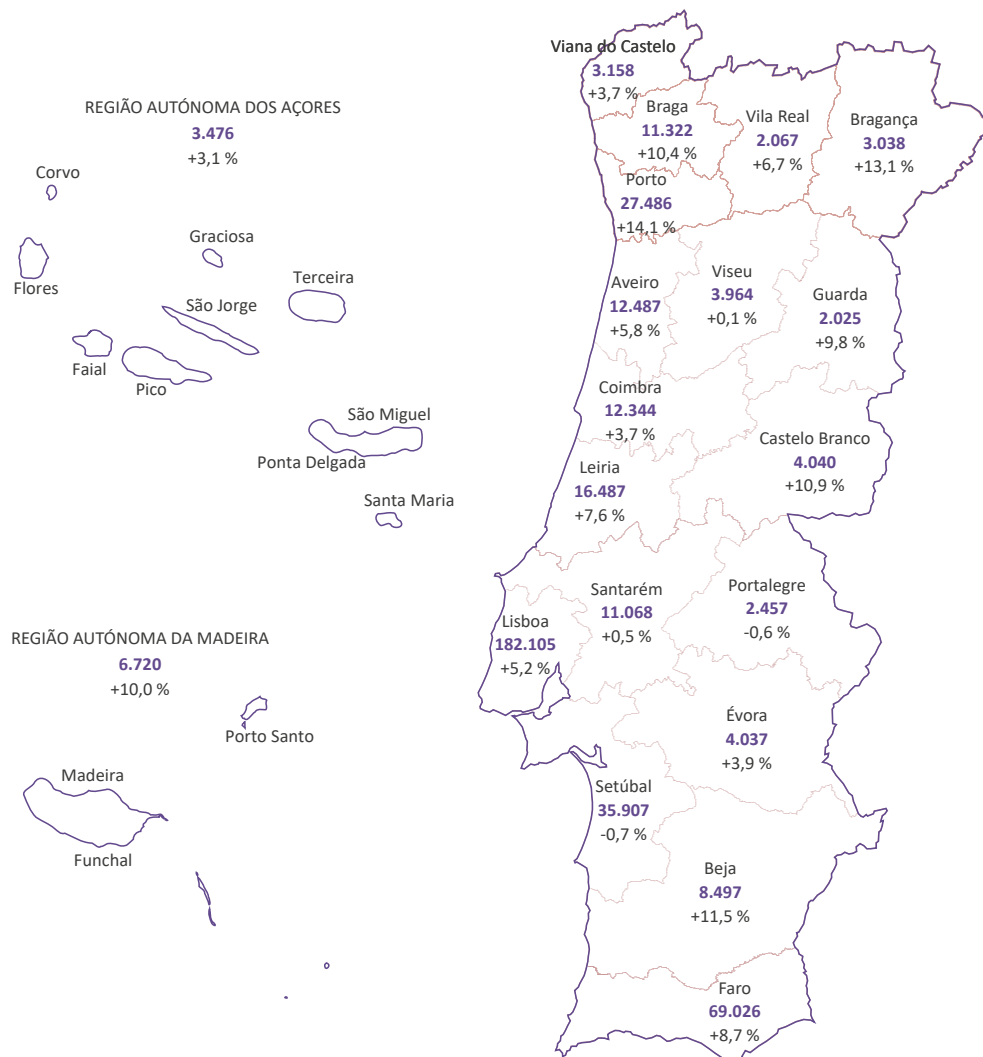 Viana do Castelo
3.158
+3,7 %
Braga
11.322
+10,4 %
Vila Real
2.067
+6,7 %
Bragança
3.038
+13,1 %
Porto
27.486
+14,1 %
REGIÃO AUTÓNOMA DOS AÇORES
3.476
+3,1 %
Corvo
Graciosa
Flores
Terceira
São Jorge
Faial
Pico
São Miguel
Ponta Delgada
Santa Maria
Aveiro
12.487
+5,8 %
Viseu
3.964
+0,1 %
Guarda
2.025
+9,8 %
Coimbra
12.344
+3,7 %
Castelo Branco
4.040
+10,9 %
Leiria
16.487
+7,6 %
Santarém
11.068
+0,5 %
Portalegre
2.457
-0,6 %
Lisboa
182.105
+5,2 %
REGIÃO AUTÓNOMA DA MADEIRA
6.720
+10,0 %
Porto Santo
Madeira
Funchal
Évora
4.037
+3,9 %
Setúbal
35.907
-0,7 %
Beja
8.497
+11,5 %
Faro
69.026
+8,7 %